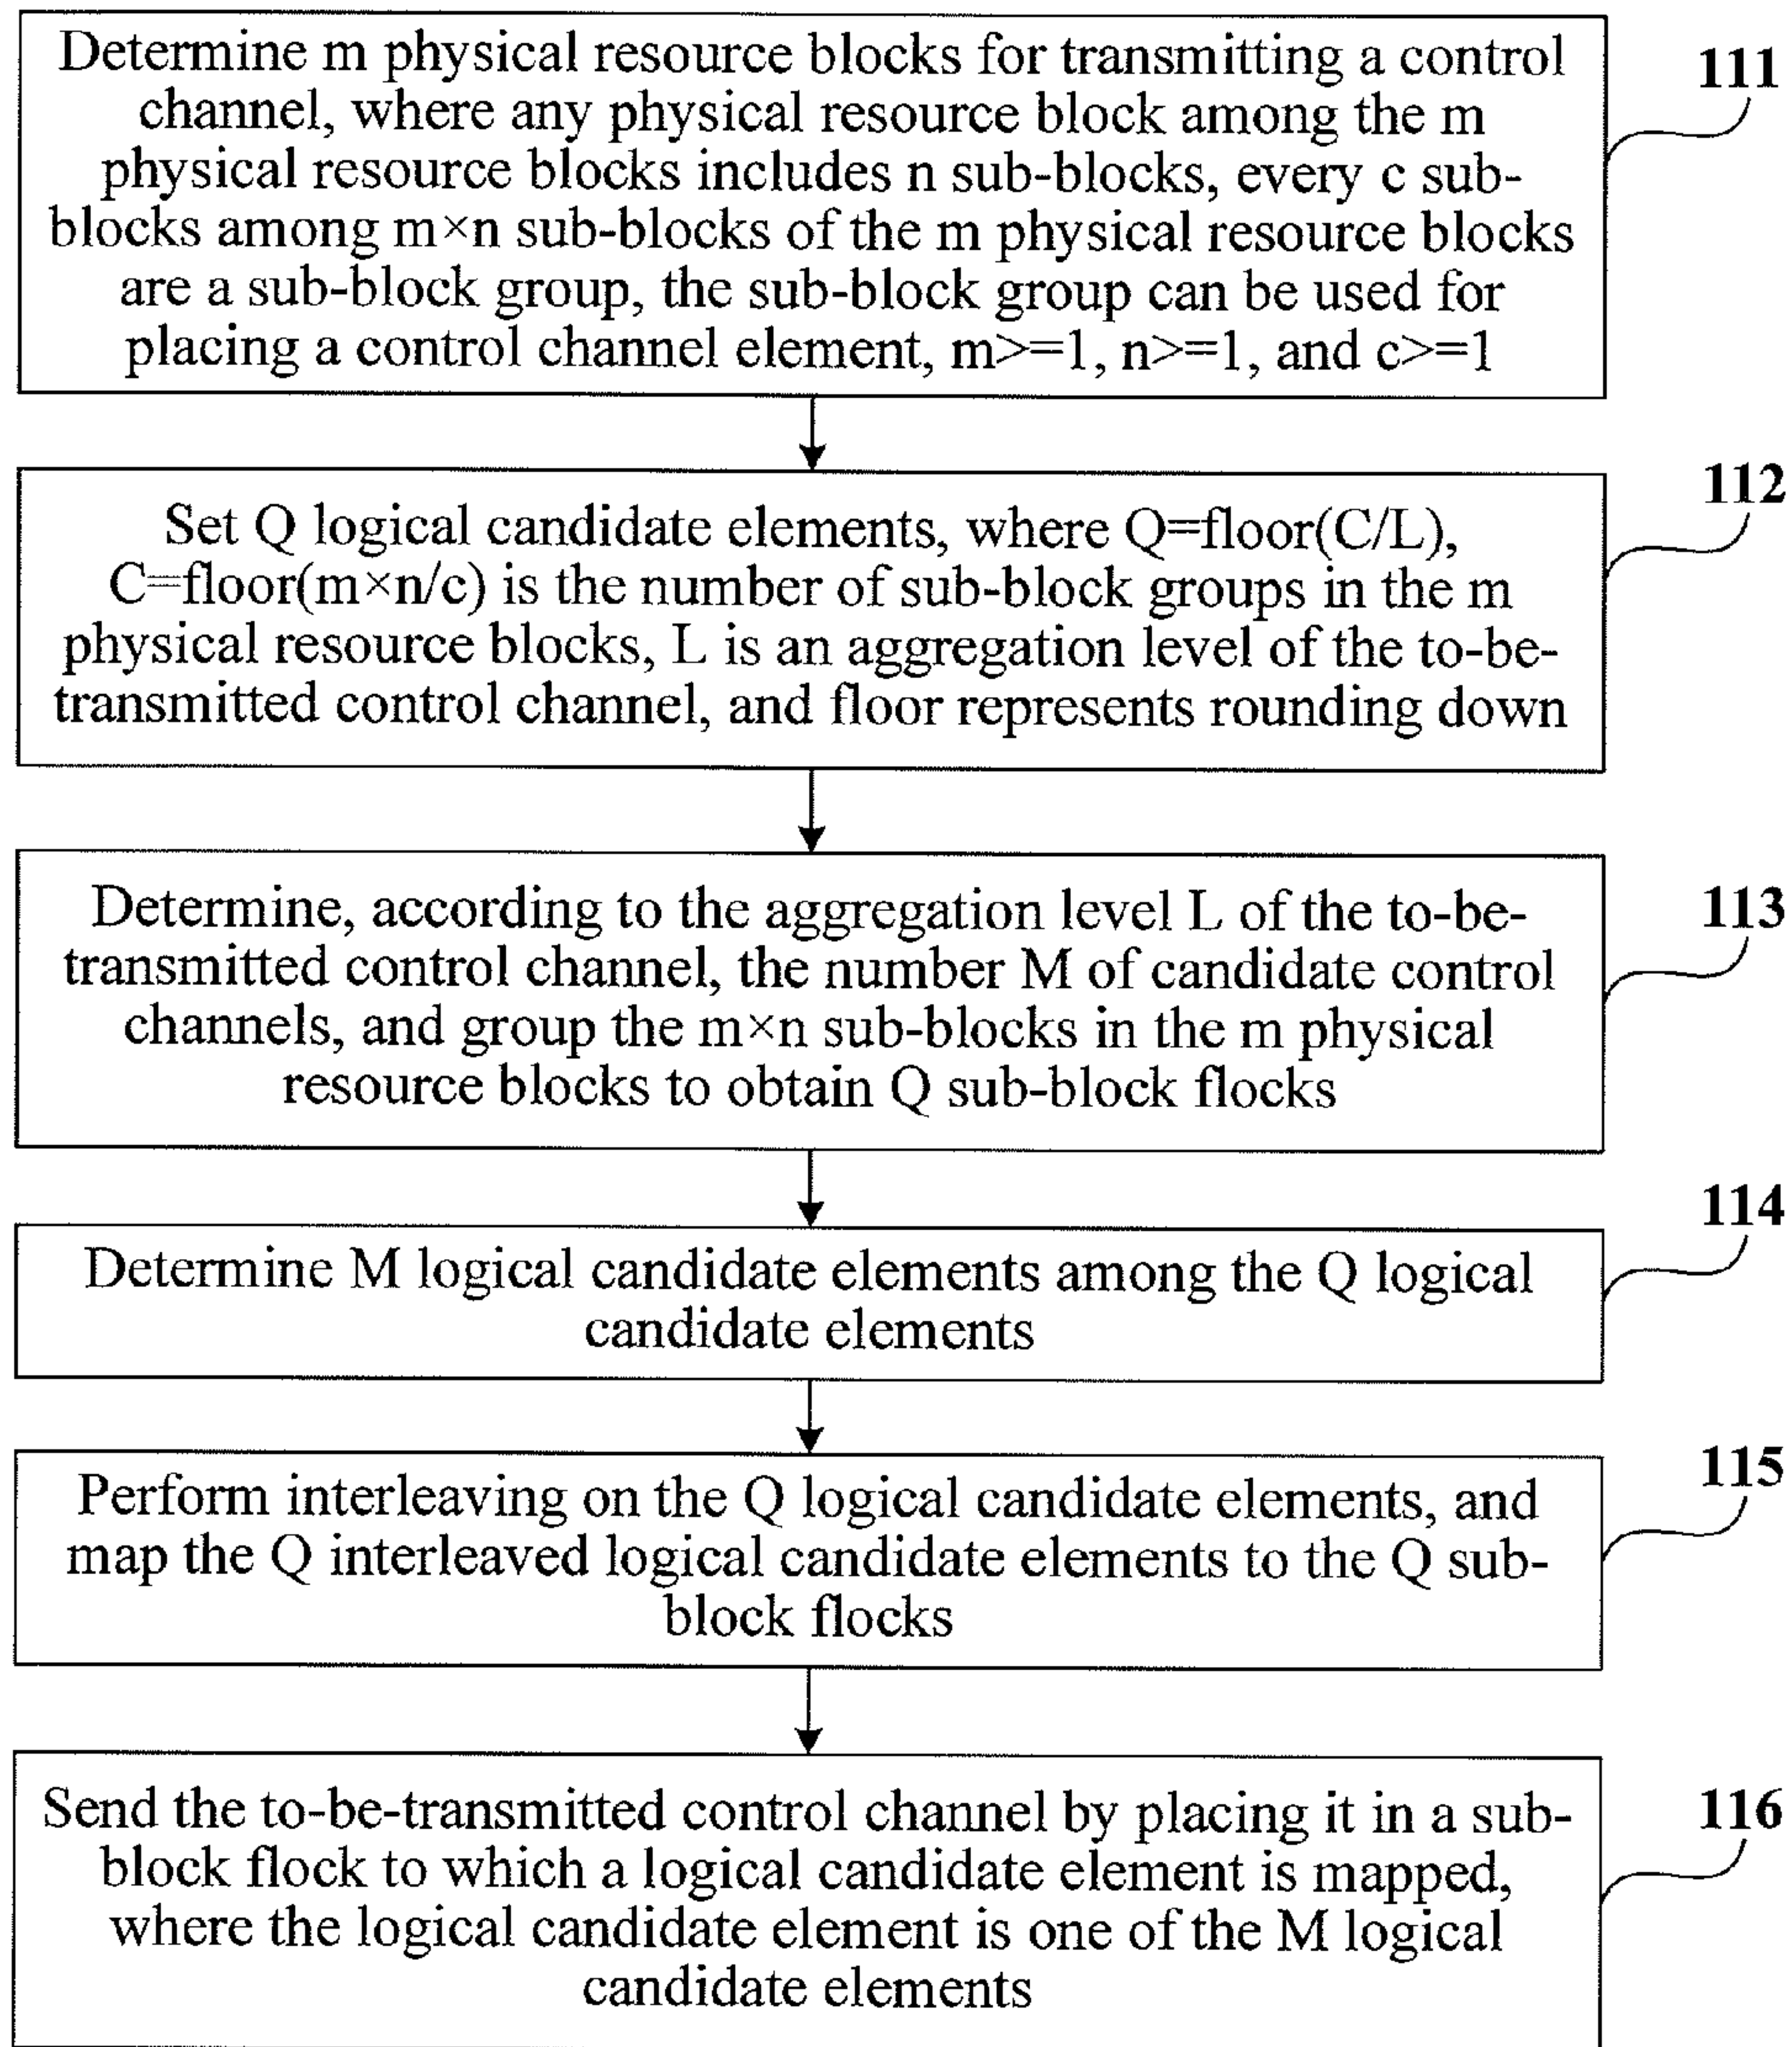 Determine m physical resource blocks for transmitting a control
channel, where any physical resource block among the m
physical resource blocks includes n sub-blocks, every c sub-
blocks among m×n sub-blocks of the m physical resource blocks
are a sub-block group, the sub-block group can be used for
placing a control channel element, m>=1, n>=1, and c>=1
111
Set Q logical candidate elements, where Q=floor(C/L),
C=floor(m×n/c) is the number of sub-block groups in the m
physical resource blocks, L is an aggregation level of the to-be-
transmitted control channel, and floor represents rounding down
112
Determine, according to the aggregation level L of the to-be-
transmitted control channel, the number M of candidate control
channels, and group the m×n sub-blocks in the m physical
resource blocks to obtain Q sub-block flocks
113
Determine M logical candidate elements among the Q logical
candidate elements
114
Perform interleaving on the Q logical candidate elements, and
map the Q interleaved logical candidate elements to the Q sub-
block flocks
115
Send the to-be-transmitted control channel by placing it in a sub-
block flock to which a logical candidate element is mapped,
where the logical candidate element is one of the M logical
candidate elements
116